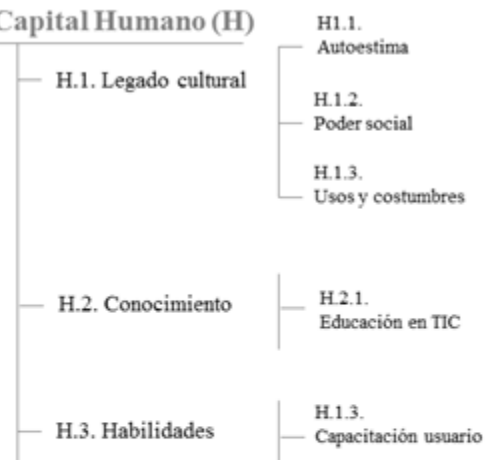 Capital Humano (H)
H1.1.
Autoestima
H.1. Legado cultural
H.1.2.
Poder social
H.1.3.
Usos y costumbres
H.2. Conocimiento
H.2.1.
Educación en TIC
H.3. Habilidades
H.1.3.
Capacitación usuario